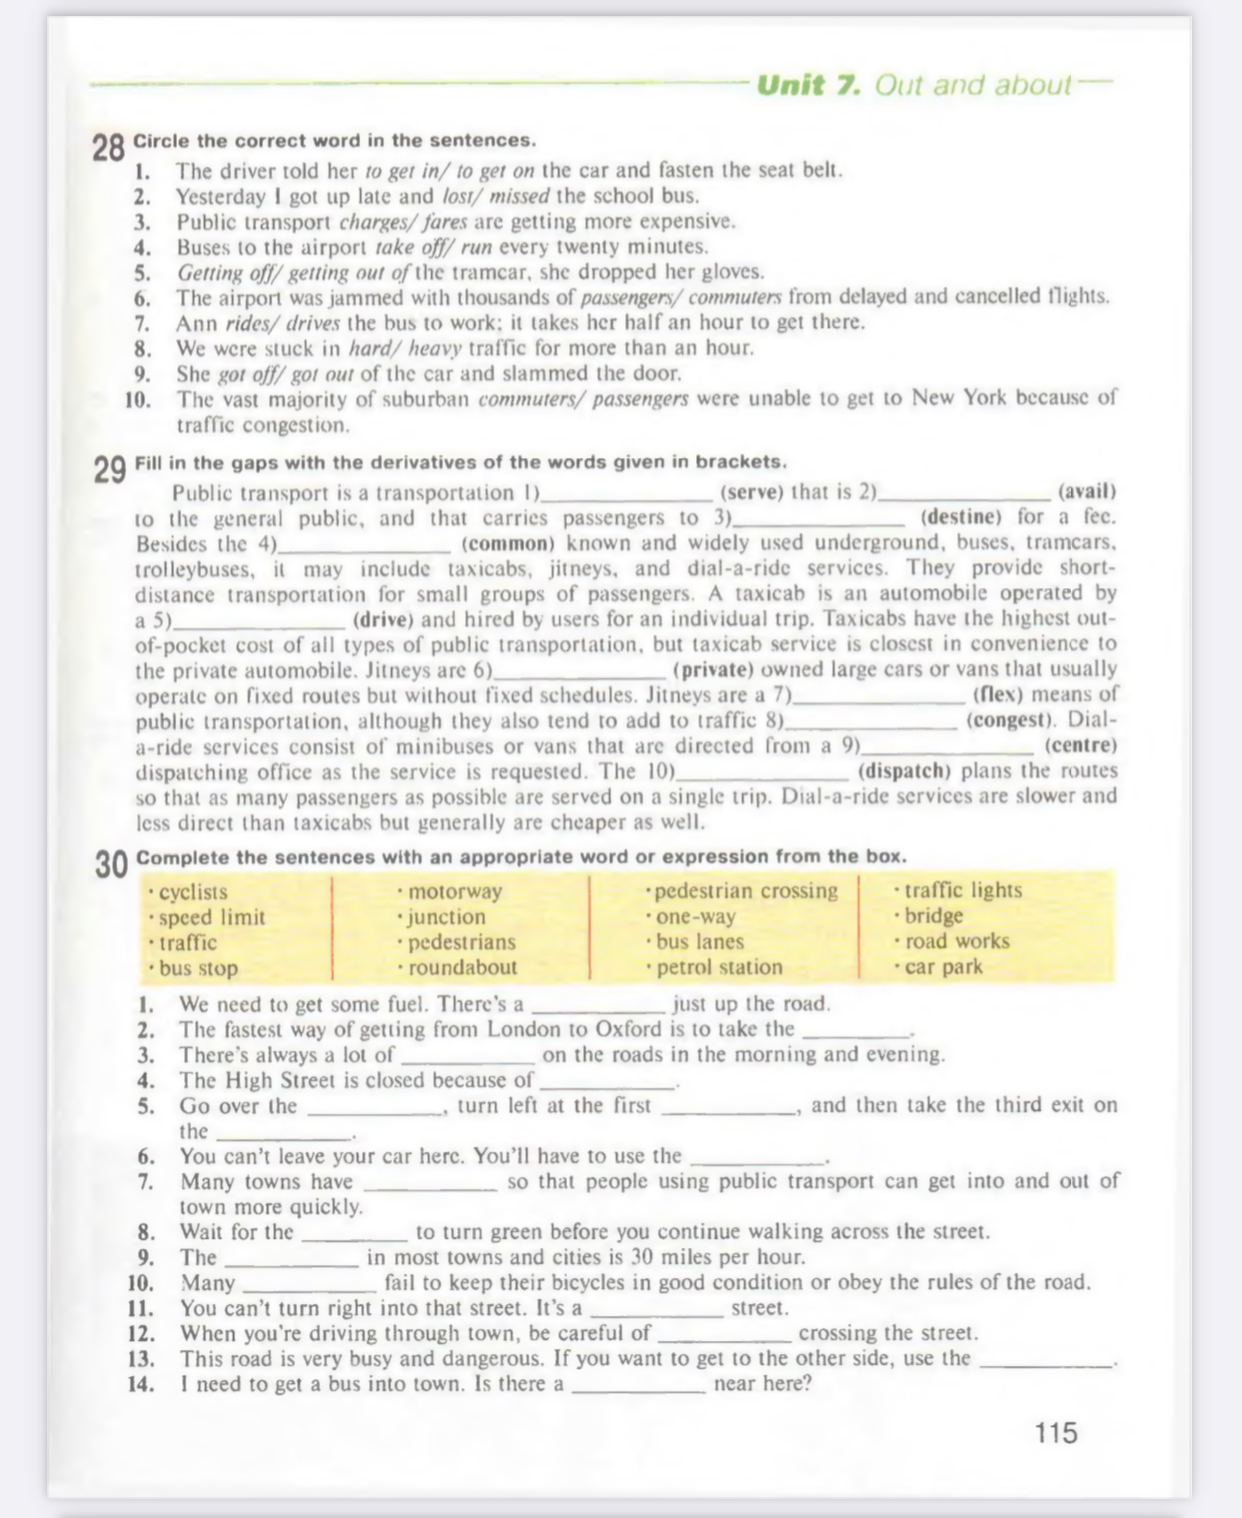 Unit 7. Out and about
28 Circle the correct word in the sentences.
1. The driver told her to get in/ to get on the car and fasten the seat belt.
2. Yesterday I got up late and lost/ missed the school bus.
3. Public transport charges/ fares are getting more expensive.
4. Buses to the airport take off/ run every twenty minutes.
5. Getting off/ getting out of the tramcar, she dropped her gloves.
6. The airport was jammed with thousands of passengers/ commuters from delayed and cancelled flights.
7. Ann rides/ drives the bus to work; it takes her half an hour to get there.
8. We were stuck in hard/ heavy traffic for more than an hour.
9. She got off/ got out of the car and slammed the door.
10. The vast majority of suburban commuters/ passengers were unable to get to New York because of
traffic congestion.
29 Fill in the gaps with the derivatives of the words given in brackets.
Public transport is a transportation 1)____________ (serve) that is 2)____________ (avail)
to the general public, and that carries passengers to 3)____________ (destine) for a fee.
Besides the 4)____________ (common) known and widely used underground, buses, tramcars,
trolleybuses, it may include taxicabs, jitneys, and dial-a-ride services. They provide short-
distance transportation for small groups of passengers. A taxicab is an automobile operated by
a 5)____________ (drive) and hired by users for an individual trip. Taxicabs have the highest out-
of-pocket cost of all types of public transportation, but taxicab service is closest in convenience to
the private automobile. Jitneys are 6)____________ (private) owned large cars or vans that usually
operate on fixed routes but without fixed schedules. Jitneys are a 7)____________ (flex) means of
public transportation, although they also tend to add to traffic 8)____________ (congest). Dial-
a-ride services consist of minibuses or vans that are directed from a 9)____________ (centre)
dispatching office as the service is requested. The 10)____________ (dispatch) plans the routes
so that as many passengers as possible are served on a single trip. Dial-a-ride services are slower and
less direct than taxicabs but generally are cheaper as well.
30 Complete the sentences with an appropriate word or expression from the box.
• cyclists • motorway • pedestrian crossing • traffic lights
• speed limit • junction • one-way • bridge
• traffic • pedestrians • bus lanes • road works
• bus stop • roundabout • petrol station • car park
1. We need to get some fuel. There's a __________ just up the road.
2. The fastest way of getting from London to Oxford is to take the ________.
3. There's always a lot of __________ on the roads in the morning and evening.
4. The High Street is closed because of __________.
5. Go over the __________, turn left at the first __________, and then take the third exit on
the __________.
6. You can't leave your car here. You'll have to use the __________.
7. Many towns have __________ so that people using public transport can get into and out of
town more quickly.
8. Wait for the ________ to turn green before you continue walking across the street.
9. The __________ in most towns and cities is 30 miles per hour.
10. Many __________ fail to keep their bicycles in good condition or obey the rules of the road.
11. You can't turn right into that street. It's a __________ street.
12. When you're driving through town, be careful of __________ crossing the street.
13. This road is very busy and dangerous. If you want to get to the other side, use the __________.
14. I need to get a bus into town. Is there a __________ near here?
115